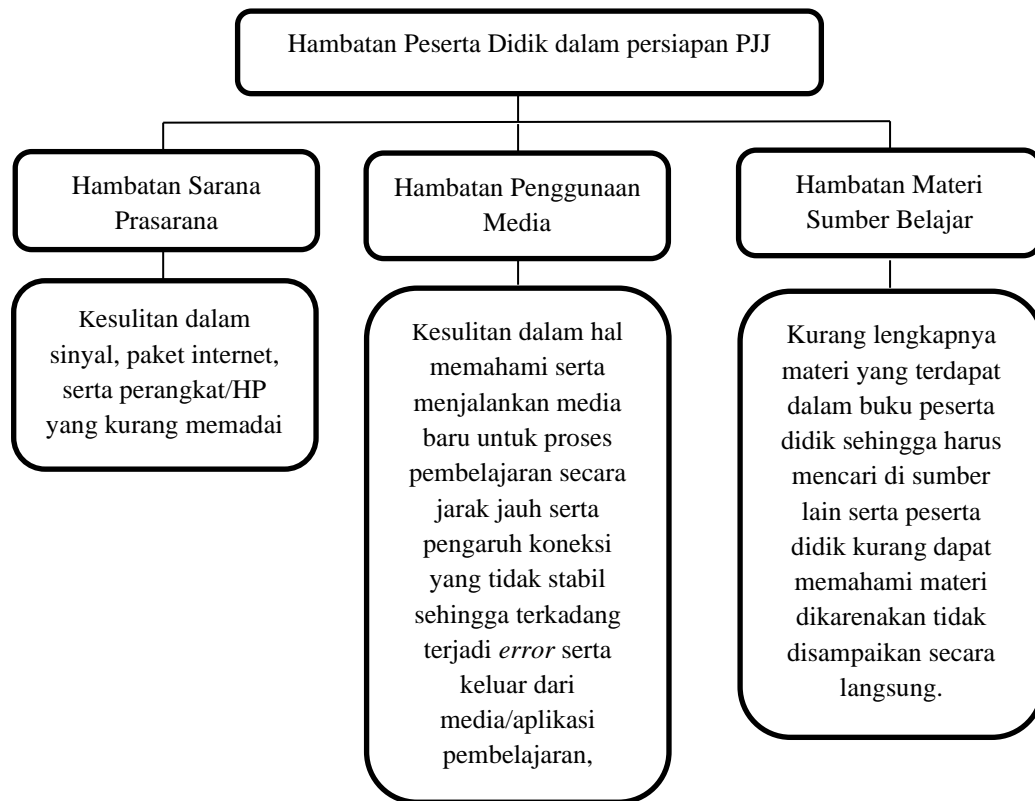 Hambatan Peserta Didik dalam persiapan PJJ
Hambatan Sarana
Prasarana
Hambatan Penggunaan
Media
Hambatan Materi
Sumber Belajar
Kesulitan dalam
sinyal, paket internet,
serta perangkat/HP
yang kurang memadai
Kesulitan dalam hal
memahami serta
menjalankan media
baru untuk proses
pembelajaran secara
jarak jauh serta
pengaruh koneksi
yang tidak stabil
sehingga terkadang
terjadi error serta
keluar dari
media/aplikasi
pembelajaran,
Kurang lengkapnya
materi yang terdapat
dalam buku peserta
didik sehingga harus
mencari di sumber
lain serta peserta
didik kurang dapat
memahami materi
dikarenakan tidak
disampaikan secara
langsung.